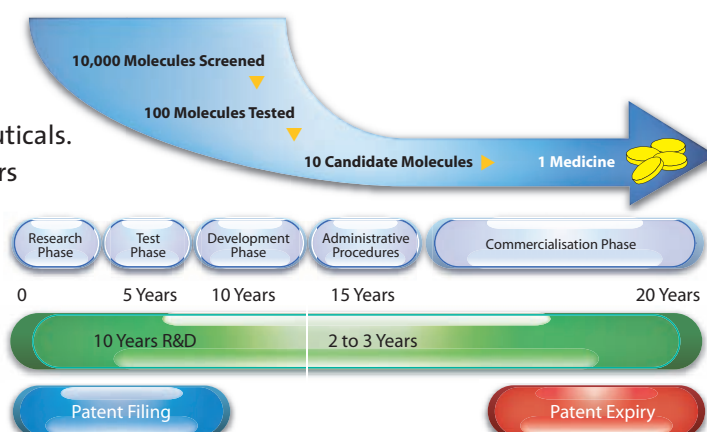 10,000 Molecules Screened
uticals.
100 Molecules Tested
rs
10 Candidate Molecules
1 Medicine
Research
Phase
Test
Phase
Development
Phase
Administrative
Procedures
Commercialisation Phase
0
5 Years
10 Years
15 Years
20 Years
10 Years R&D
2 to 3 Years
Patent Filing
Patent Expiry